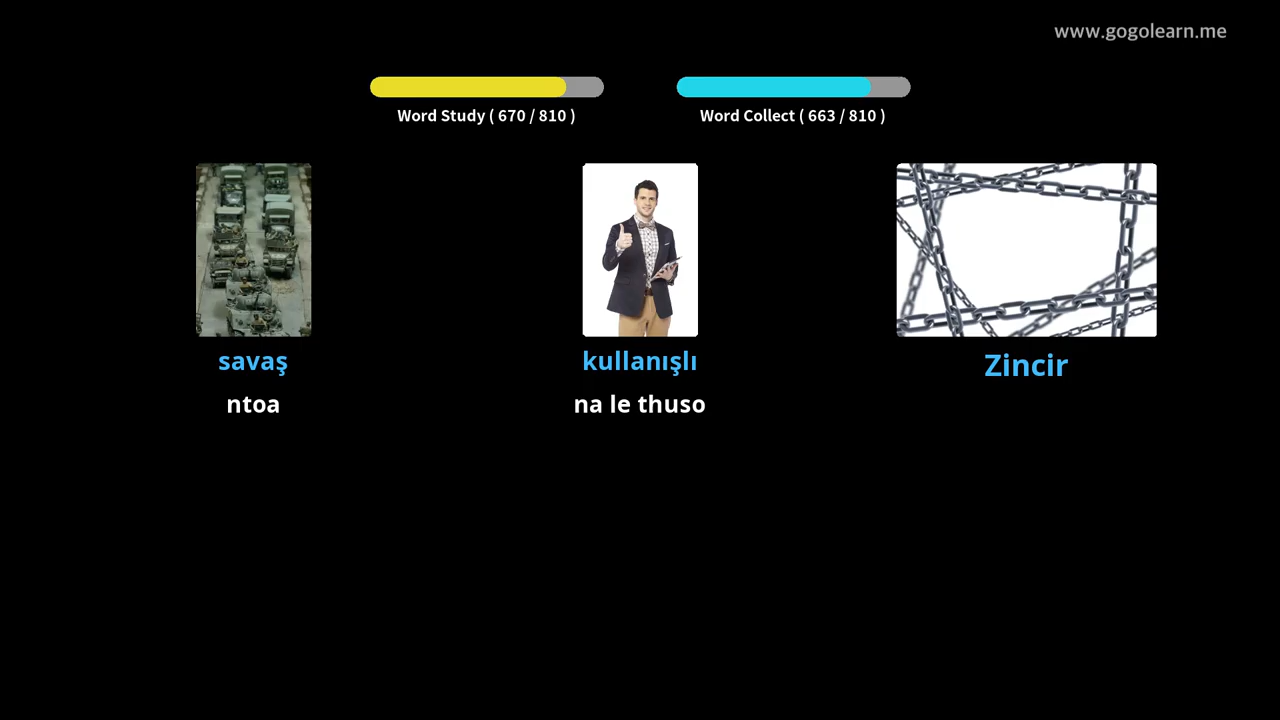 www.gogolearn.me
Word Study ( 670 / 810 )
Word Collect ( 663 / 810 )
savaş
ntoa
kullanışlı
na le thuso
Zincir